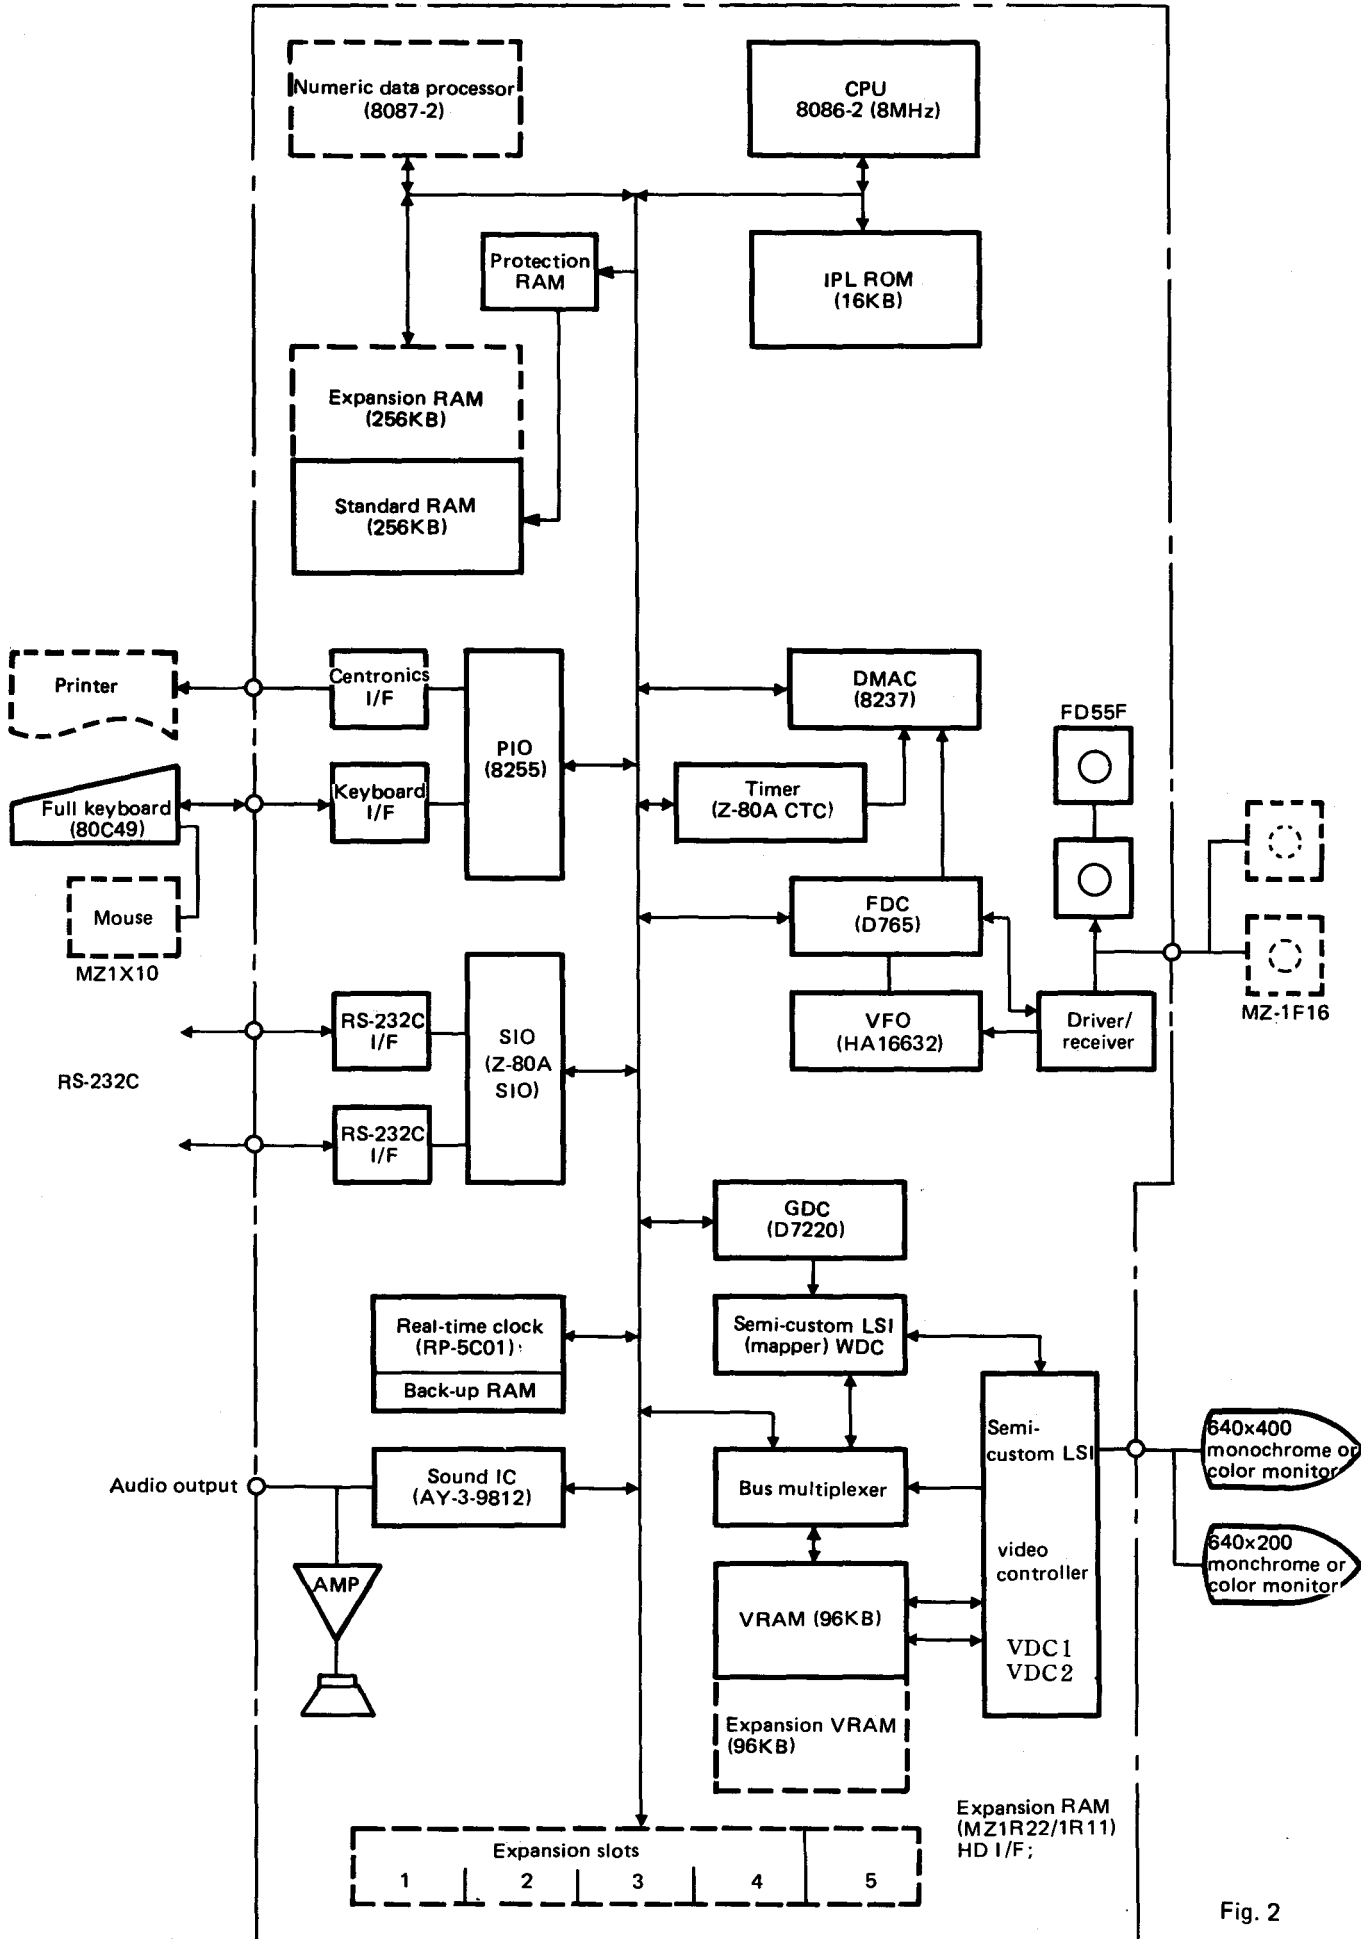 Numeric data processor
(8087-2)
CPU
8086-2 (8MHz)
Protection
RAM
IPL ROM
(16KB)
Expansion RAM
(256KB)
Standard RAM
(256KB)
Printer
Centronics
I/F
PIO
(8255)
DMAC
(8237)
FD55F
Full keyboard
(80C49)
Keyboard
I/F
Timer
(Z-80A CTC)
Mouse
MZ1X10
FDC
(D765)
MZ-1F16
RS-232C
RS-232C
I/F
SIO
(Z-80A
SIO)
VFO
(HA16632)
Driver/
receiver
RS-232C
I/F
GDC
(D7220)
Real-time clock
(RP-5C01)
Back-up RAM
Semi-custom LSI
(mapper) WDC
Semi-
custom LSI
video
controller
VDC1
VDC2
640x400
monochrome or
color monitor
Audio output
Sound IC
(AY-3-9812)
Bus multiplexer
640x200
monchrome or
color monitor
AMP
VRAM (96KB)
Expansion VRAM
(96KB)
Expansion RAM
(MZ1R22/1R11)
HD I/F;
Expansion slots
1 2 3 4 5
Fig. 2